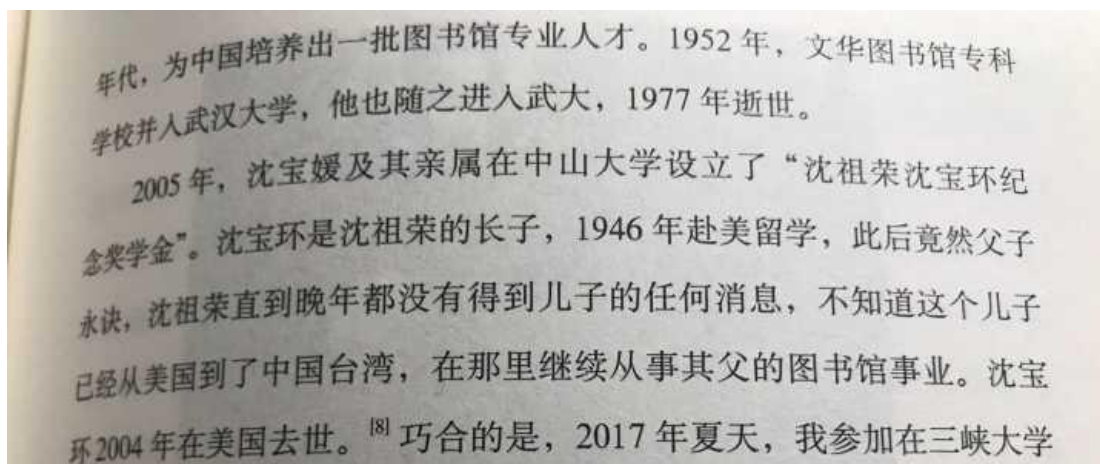 年代，为中国培养出一批图书馆专业人才。1952 年，文华图书馆专科
学校并入武汉大学，他也随之进入武大，1977 年逝世。
2005 年，沈宝媛及其亲属在中山大学设立了“沈祖荣沈宝环纪
念奖学金”。沈宝环是沈祖荣的长子，1946 年赴美留学，此后竟然父子
永诀，沈祖荣直到晚年都没有得到儿子的任何消息，不知道这个儿子
已经从美国到了中国台湾，在那里继续从事其父的图书馆事业。沈宝
环 2004 年在美国去世。[8] 巧合的是，2017 年夏天，我参加在三峡大学